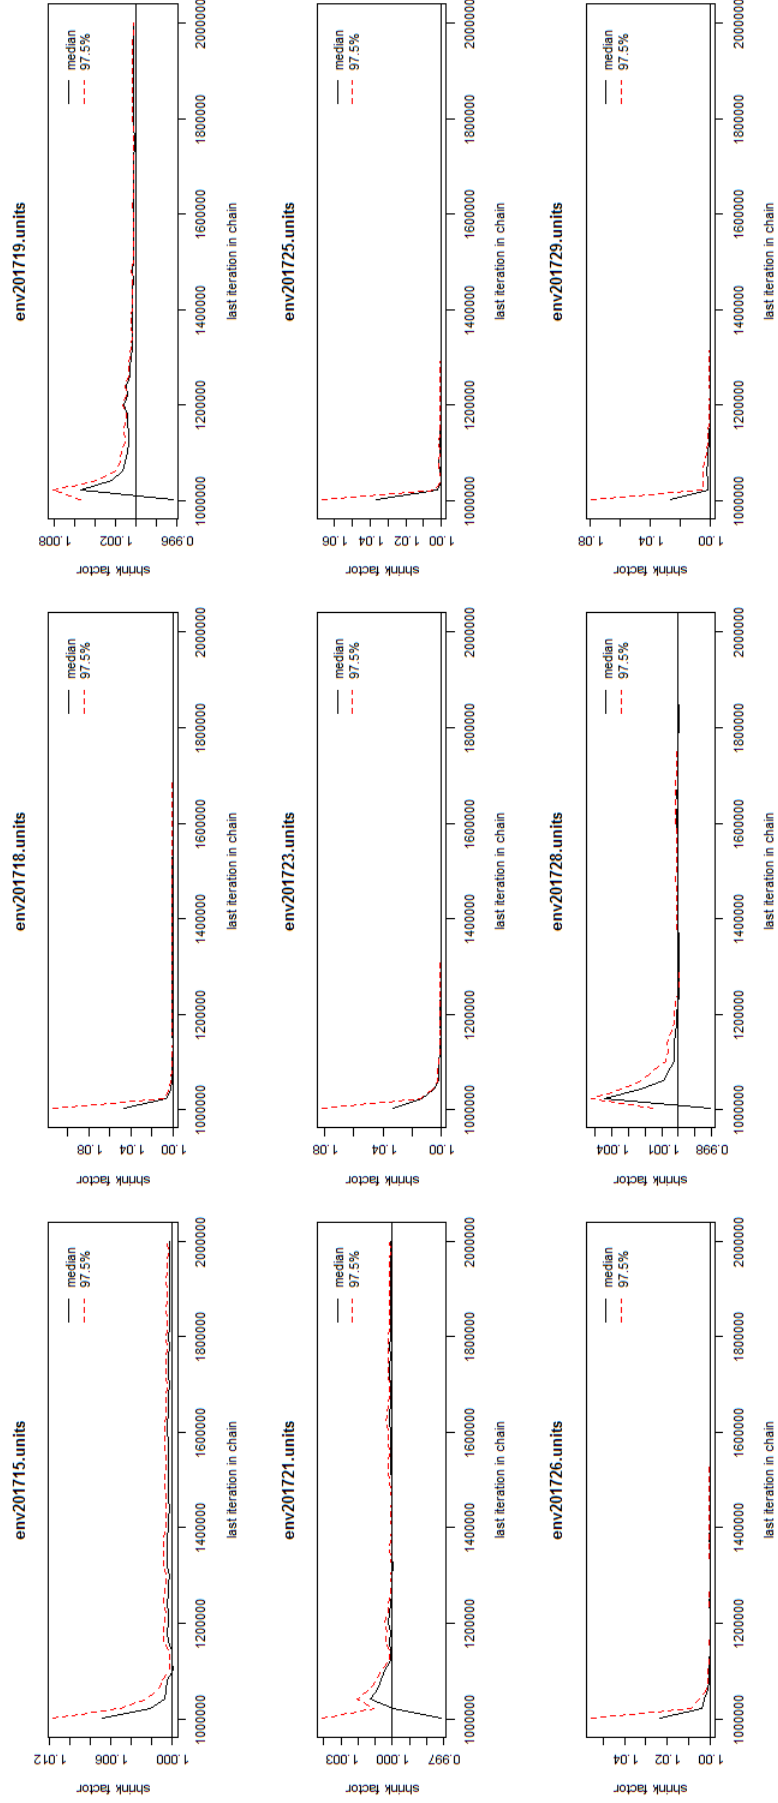 env201715.units
shrink factor
1.012
1.006
1.000
median
97.5%
1000000 1200000 1400000 1600000 1800000 2000000
last iteration in chain
env201718.units
shrink factor
1.08
1.04
1.00
median
97.5%
1000000 1200000 1400000 1600000 1800000 2000000
last iteration in chain
env201719.units
shrink factor
1.008
1.002
0.996
median
97.5%
1000000 1200000 1400000 1600000 1800000 2000000
last iteration in chain
env201721.units
shrink factor
1.003
1.000
0.997
median
97.5%
1000000 1200000 1400000 1600000 1800000 2000000
last iteration in chain
env201723.units
shrink factor
1.08
1.04
1.00
median
97.5%
1000000 1200000 1400000 1600000 1800000 2000000
last iteration in chain
env201725.units
shrink factor
1.06
1.04
1.02
1.00
median
97.5%
1000000 1200000 1400000 1600000 1800000 2000000
last iteration in chain
env201726.units
shrink factor
1.04
1.02
1.00
median
97.5%
1000000 1200000 1400000 1600000 1800000 2000000
last iteration in chain
env201728.units
shrink factor
1.004
1.001
0.998
median
97.5%
1000000 1200000 1400000 1600000 1800000 2000000
last iteration in chain
env201729.units
shrink factor
1.08
1.04
1.00
median
97.5%
1000000 1200000 1400000 1600000 1800000 2000000
last iteration in chain